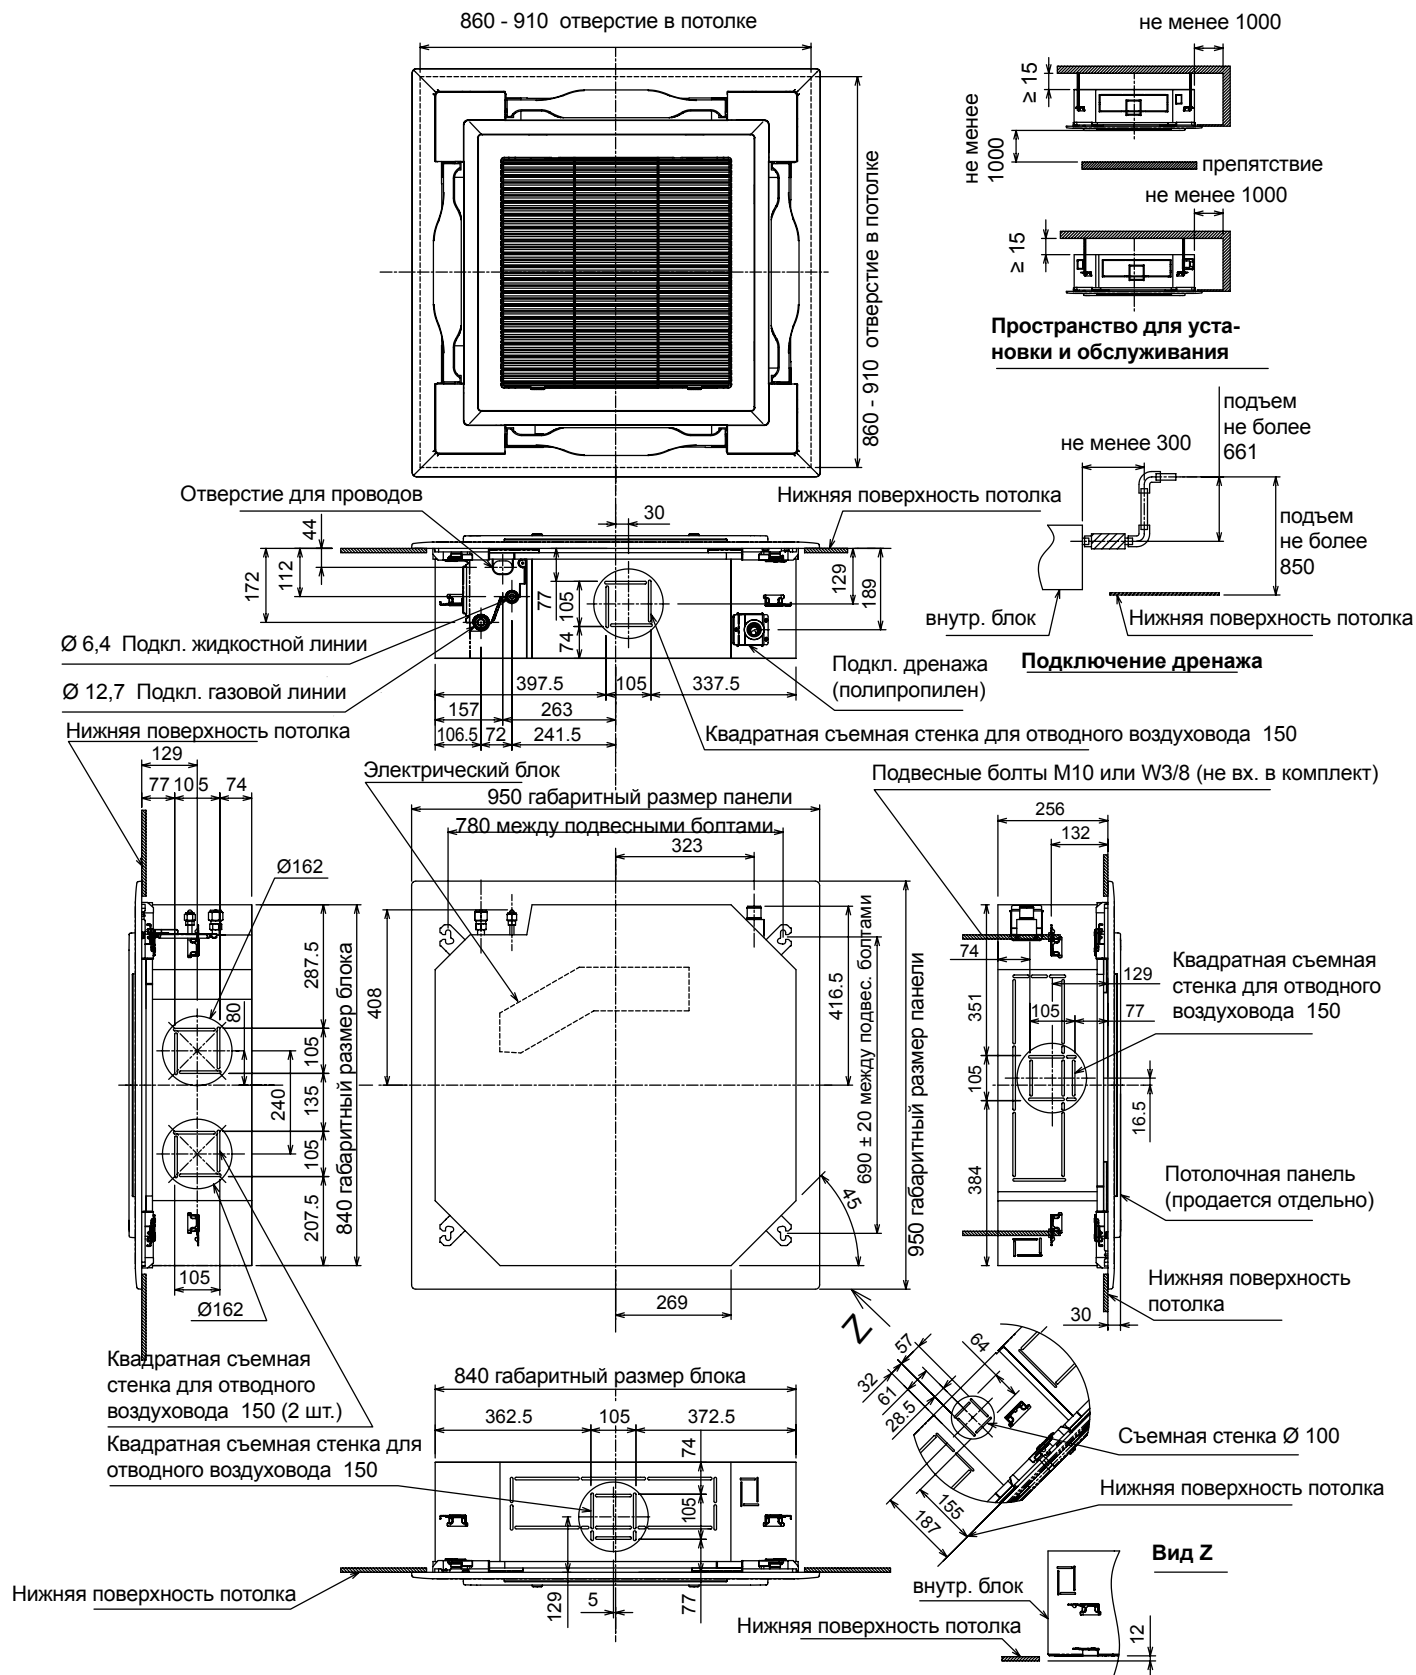 860 - 910 отверстие в потолке
860 - 910 отверстие в потолке
не менее 1000
≥ 15
не менее
1000
препятствие
не менее 1000
≥ 15
Пространство для уста-
новки и обслуживания
подъем
не более
661
не менее 300
подъем
не более
850
внутр. блок
Нижняя поверхность потолка
Подключение дренажа
Отверстие для проводов
Нижняя поверхность потолка
30
44
112
172
77
105
74
129
189
Ø 6,4 Подкл. жидкостной линии
Ø 12,7 Подкл. газовой линии
Подкл. дренажа
(полипропилен)
397.5
105
337.5
157
263
106.5
72
241.5
Квадратная съемная стенка для отводного воздуховода 150
Нижняя поверхность потолка
129
77
10 5
74
Ø162
287.5
80
105
240
135
105
207.5
840 габаритный размер блока
105
Ø162
Квадратная съемная
стенка для отводного
воздуховода 150 (2 шт.)
Электрический блок
950 габаритный размер панели
780 между подвесными болтами
323
408
416.5
690 ± 20 между подвес. болтами
950 габаритный размер панели
45
269
Z
Подвесные болты М10 или W3/8 (не вх. в комплект)
256
132
74
129
351
105
77
105
16.5
384
Квадратная съемная
стенка для отводного
воздуховода 150
Потолочная панель
(продается отдельно)
Нижняя поверхность
потолка
30
840 габаритный размер блока
362.5
105
372.5
74
105
77
129
5
Квадратная съемная стенка для
отводного воздуховода 150
Нижняя поверхность потолка
57
64
32
61
28.5
155
187
Съемная стенка Ø 100
Нижняя поверхность потолка
Вид Z
внутр. блок
Нижняя поверхность потолка
12